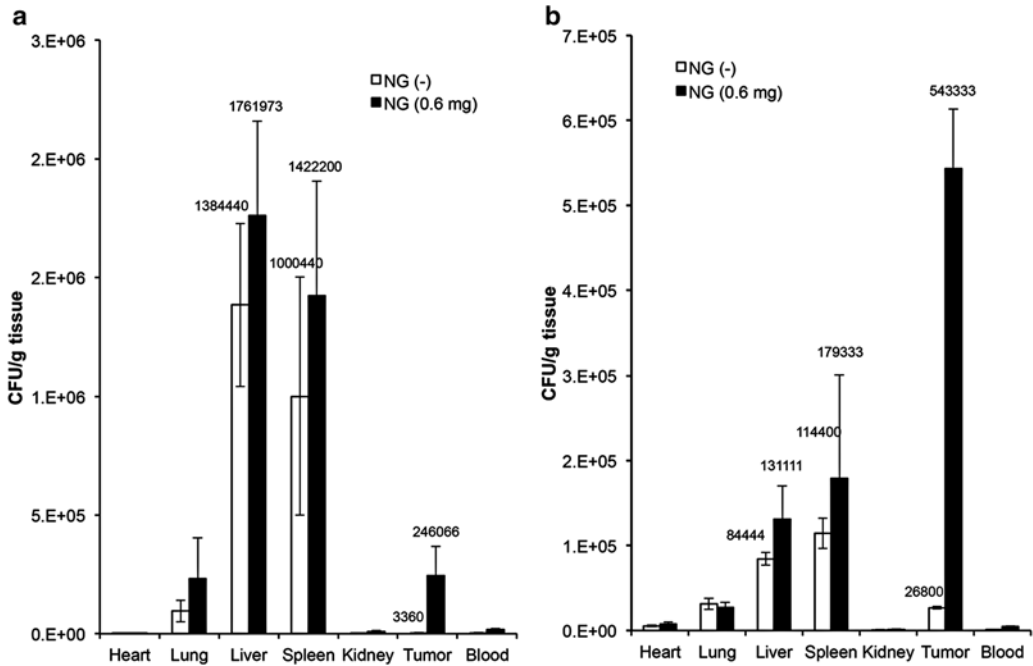 a
CFU/g tissue
3.E+06
2.E+06
2.E+06
1.E+06
5.E+05
0.E+00
NG (-)
NG (0.6 mg)
1384440
1761973
1000440
1422200
3360
246066
Heart Lung Liver Spleen Kidney Tumor Blood
b
CFU/g tissue
7.E+05
6.E+05
5.E+05
4.E+05
3.E+05
2.E+05
1.E+05
0.E+00
NG (-)
NG (0.6 mg)
84444
131111
114400
179333
26800
543333
Heart Lung Liver Spleen Kidney Tumor Blood